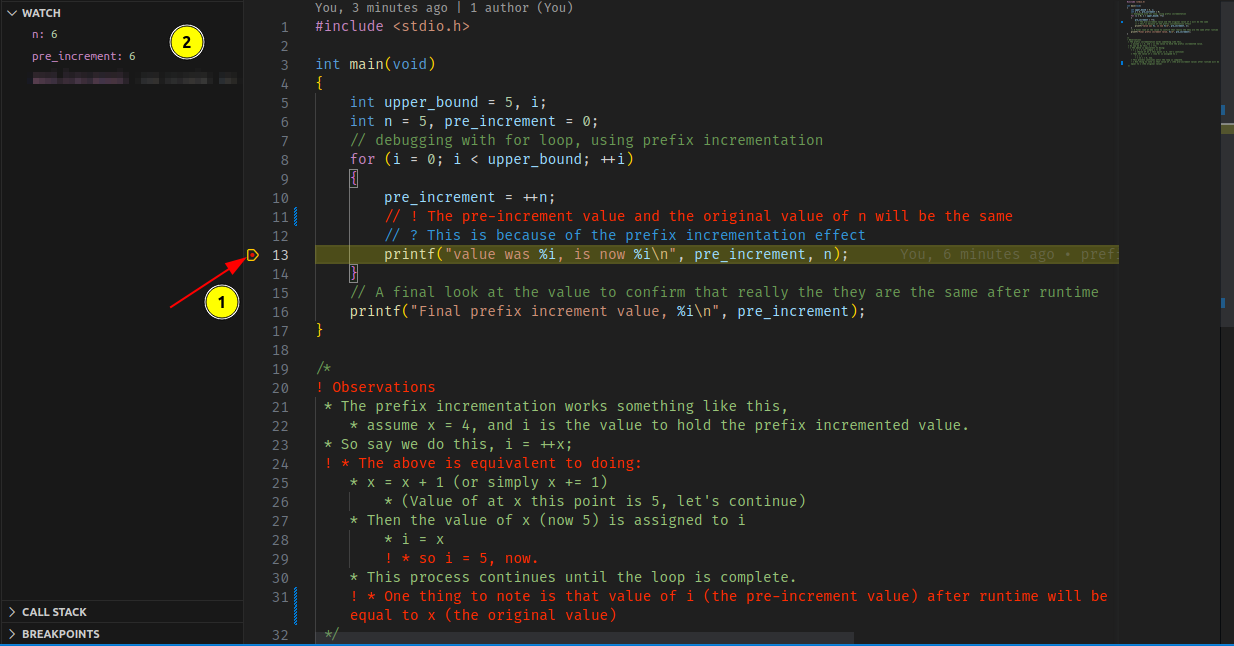 WATCH
n: 6
pre_increment: 6
2
1
CALL STACK
BREAKPOINTS
You, 3 minutes ago | 1 author (You)
1 #include <stdio.h>
2
3 int main(void)
4 {
5 int upper_bound = 5, i;
6 int n = 5, pre_increment = 0;
7 // debugging with for loop, using prefix incrementation
8 for (i = 0; i < upper_bound; ++i)
9 {
10 pre_increment = ++n;
11 // ! The pre-increment value and the original value of n will be the same
12 // ? This is because of the prefix incrementation effect
13 printf("value was %i, is now %i\n", pre_increment, n); You, 6 minutes ago • prefi
14 }
15 // A final look at the value to confirm that really the they are the same after runtime
16 printf("Final prefix increment value, %i\n", pre_increment);
17 }
18
19 /*
20 ! Observations
21 * The prefix incrementation works something like this,
22 * assume x = 4, and i is the value to hold the prefix incremented value.
23 * So say we do this, i = ++x;
24 ! * The above is equivalent to doing:
25 * x = x + 1 (or simply x += 1)
26 * (Value of at x this point is 5, let's continue)
27 * Then the value of x (now 5) is assigned to i
28 * i = x
29 ! * so i = 5, now.
30 * This process continues until the loop is complete.
31 ! * One thing to note is that value of i (the pre-increment value) after runtime will be
equal to x (the original value)
32 */